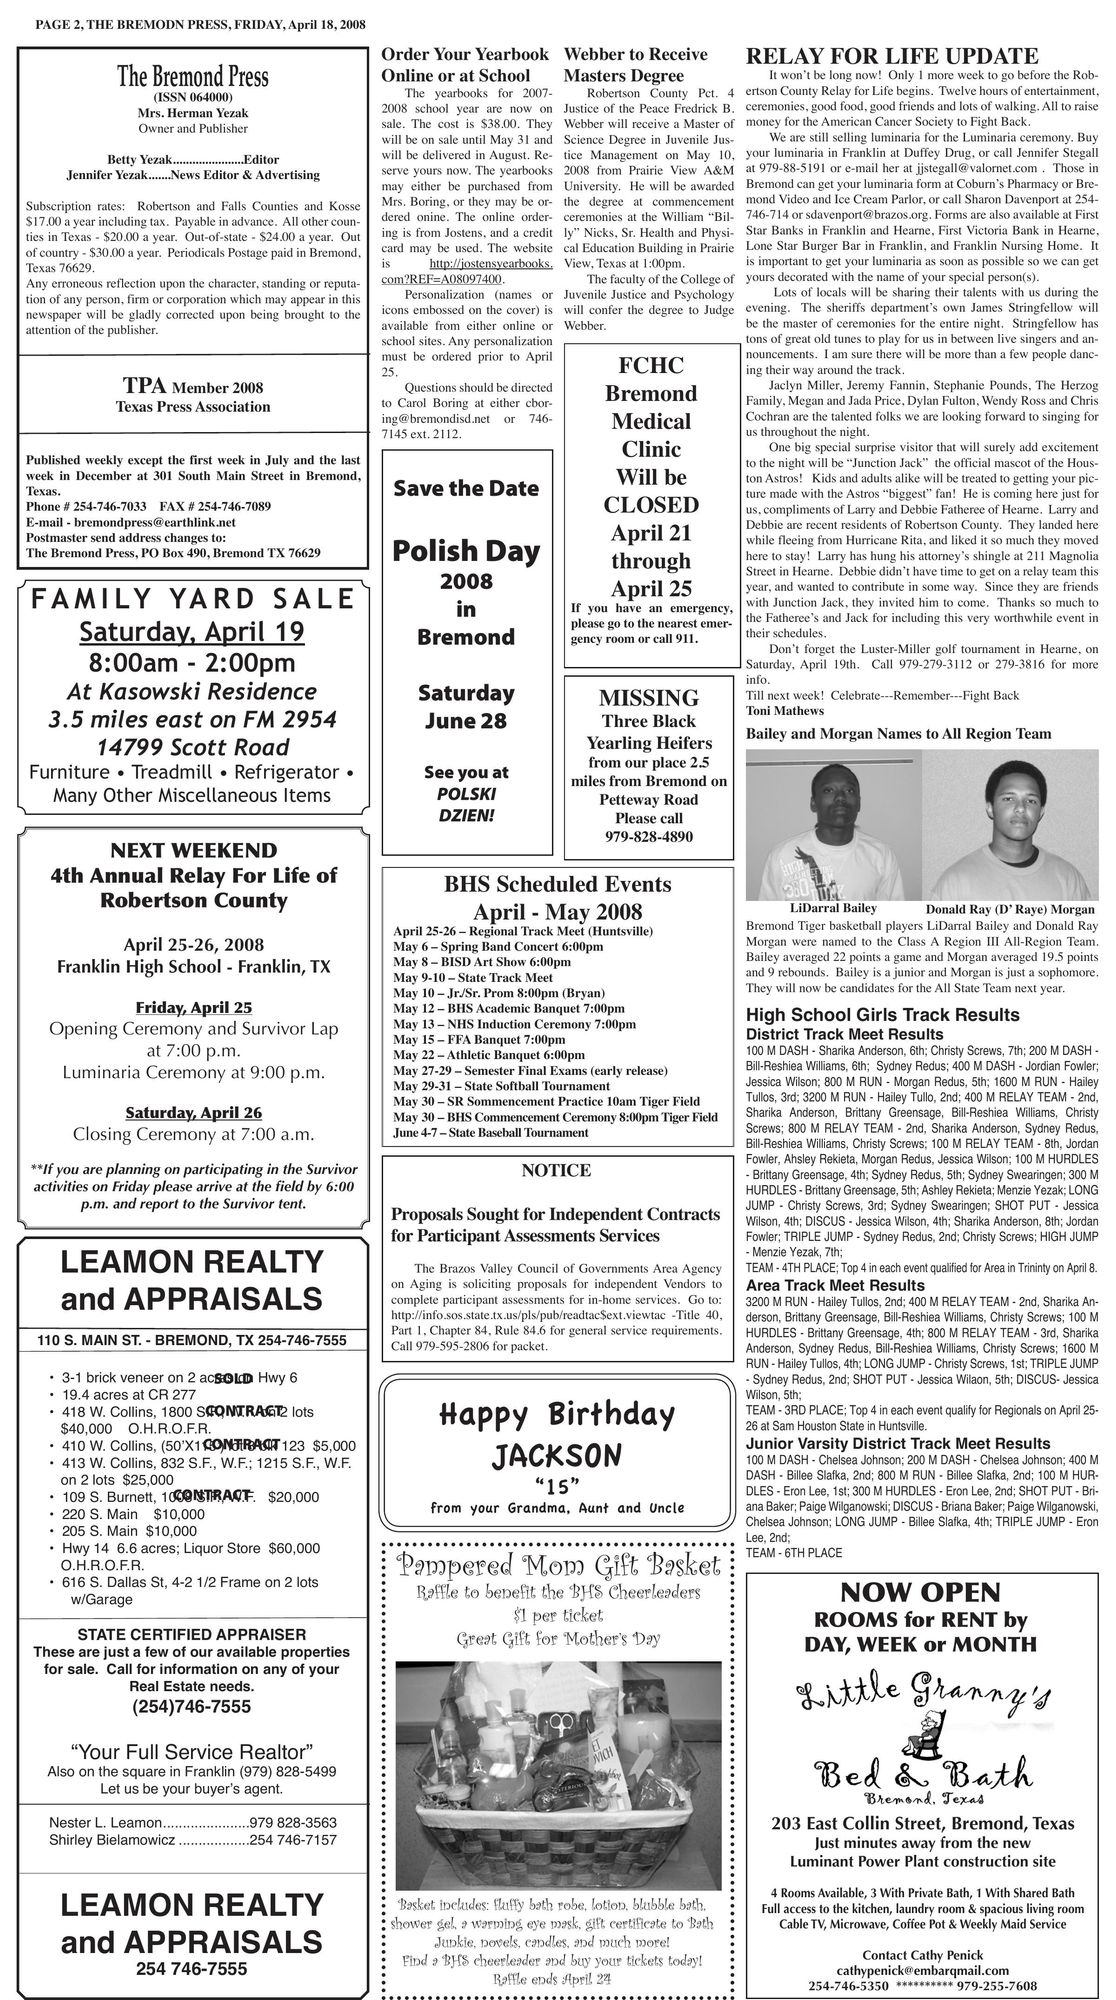 PAGE 2, THE BREMODN PRESS, FRIDAY, April 18, 2008
The Bremond Press
(ISSN 064000)
Mrs. Herman Yezak
Owner and Publisher
Betty Yezak......................Editor
Jennifer Yezak.......News Editor & Advertising
Subscription rates: Robertson and Falls Counties and Kosse
$17.00 a year including tax. Payable in advance. All other coun-
ties in Texas - $20.00 a year. Out-of-state - $24.00 a year. Out
of country - $30.00 a year. Periodicals Postage paid in Bremond,
Texas 76629.
Any erroneous reflection upon the character, standing or reputa-
tion of any person, firm or corporation which may appear in this
newspaper will be gladly corrected upon being brought to the
attention of the publisher.
TPA Member 2008
Texas Press Association
Published weekly except the first week in July and the last
week in December at 301 South Main Street in Bremond,
Texas.
Phone # 254-746-7033 FAX # 254-746-7089
E-mail - bremondpress@earthlink.net
Postmaster send address changes to:
The Bremond Press, PO Box 490, Bremond TX 76629
FAMILY YARD SALE
Saturday, April 19
8:00am - 2:00pm
At Kasowski Residence
3.5 miles east on FM 2954
14799 Scott Road
Furniture • Treadmill • Refrigerator •
Many Other Miscellaneous Items
NEXT WEEKEND
4th Annual Relay For Life of
Robertson County
April 25-26, 2008
Franklin High School - Franklin, TX
Friday, April 25
Opening Ceremony and Survivor Lap
at 7:00 p.m.
Luminaria Ceremony at 9:00 p.m.
Saturday, April 26
Closing Ceremony at 7:00 a.m.
**If you are planning on participating in the Survivor
activities on Friday please arrive at the field by 6:00
p.m. and report to the Survivor tent.
LEAMON REALTY
and APPRAISALS
110 S. MAIN ST. - BREMOND, TX 254-746-7555
• 3-1 brick veneer on 2 acres on Hwy 6 SOLD
• 19.4 acres at CR 277
• 418 W. Collins, 1800 S.F., W.F. on 2 lots CONTRACT
$40,000 O.H.R.O.F.R.
• 410 W. Collins, (50'X115') lot 8 blk 123 $5,000 CONTRACT
• 413 W. Collins, 832 S.F., W.F.; 1215 S.F., W.F.
on 2 lots $25,000
• 109 S. Burnett, 1008 S.F., W.F. $20,000 CONTRACT
• 220 S. Main $10,000
• 205 S. Main $10,000
• Hwy 14 6.6 acres; Liquor Store $60,000
O.H.R.O.F.R.
• 616 S. Dallas St, 4-2 1/2 Frame on 2 lots
w/Garage
STATE CERTIFIED APPRAISER
These are just a few of our available properties
for sale. Call for information on any of your
Real Estate needs.
(254)746-7555
"Your Full Service Realtor"
Also on the square in Franklin (979) 828-5499
Let us be your buyer's agent.
Nester L. Leamon......................979 828-3563
Shirley Bielamowicz ..................254 746-7157
LEAMON REALTY
and APPRAISALS
254 746-7555
Order Your Yearbook
Online or at School
The yearbooks for 2007-
2008 school year are now on
sale. The cost is $38.00. They
will be on sale until May 31 and
will be delivered in August. Re-
serve yours now. The yearbooks
may either be purchased from
Mrs. Boring, or they may be or-
dered onine. The online order-
ing is from Jostens, and a credit
card may be used. The website
is http://jostensyearbooks.
com?REF=A08097400.
Personalization (names or
icons embossed on the cover) is
available from either online or
school sites. Any personalization
must be ordered prior to April
25.
Questions should be directed
to Carol Boring at either cbor-
ing@bremondisd.net or 746-
7145 ext. 2112.
Save the Date
Polish Day
2008
in
Bremond
Saturday
June 28
See you at
POLSKI
DZIEN!
Webber to Receive
Masters Degree
Robertson County Pct. 4
Justice of the Peace Fredrick B.
Webber will receive a Master of
Science Degree in Juvenile Jus-
tice Management on May 10,
2008 from Prairie View A&M
University. He will be awarded
the degree at commencement
ceremonies at the William "Bil-
ly" Nicks, Sr. Health and Physi-
cal Education Building in Prairie
View, Texas at 1:00pm.
The faculty of the College of
Juvenile Justice and Psychology
will confer the degree to Judge
Webber.
FCHC
Bremond
Medical
Clinic
Will be
CLOSED
April 21
through
April 25
If you have an emergency,
please go to the nearest emer-
gency room or call 911.
MISSING
Three Black
Yearling Heifers
from our place 2.5
miles from Bremond on
Petteway Road
Please call
979-828-4890
BHS Scheduled Events
April - May 2008
April 25-26 – Regional Track Meet (Huntsville)
May 6 – Spring Band Concert 6:00pm
May 8 – BISD Art Show 6:00pm
May 9-10 – State Track Meet
May 10 – Jr./Sr. Prom 8:00pm (Bryan)
May 12 – BHS Academic Banquet 7:00pm
May 13 – NHS Induction Ceremony 7:00pm
May 15 – FFA Banquet 7:00pm
May 22 – Athletic Banquet 6:00pm
May 27-29 – Semester Final Exams (early release)
May 29-31 – State Softball Tournament
May 30 – SR Sommencement Practice 10am Tiger Field
May 30 – BHS Commencement Ceremony 8:00pm Tiger Field
June 4-7 – State Baseball Tournament
NOTICE
Proposals Sought for Independent Contracts
for Participant Assessments Services
The Brazos Valley Council of Governments Area Agency
on Aging is soliciting proposals for independent Vendors to
complete participant assessments for in-home services. Go to:
http://info.sos.state.tx.us/pls/pub/readtac$ext.viewtac -Title 40,
Part 1, Chapter 84, Rule 84.6 for general service requirements.
Call 979-595-2806 for packet.
Happy Birthday
JACKSON
"15"
from your Grandma, Aunt and Uncle
Pampered Mom Gift Basket
Raffle to benefit the BHS Cheerleaders
$1 per ticket
Great Gift for Mother's Day
Basket includes: fluffy bath robe, lotion, blubble bath,
shower gel, a warming eye mask, gift certificate to Bath
Junkie, novels, candles, and much more!
Find a BHS cheerleader and buy your tickets today!
Raffle ends April 24
RELAY FOR LIFE UPDATE
It won't be long now! Only 1 more week to go before the Rob-
ertson County Relay for Life begins. Twelve hours of entertainment,
ceremonies, good food, good friends and lots of walking. All to raise
money for the American Cancer Society to Fight Back.
We are still selling luminaria for the Luminaria ceremony. Buy
your luminaria in Franklin at Duffey Drug, or call Jennifer Stegall
at 979-88-5191 or e-mail her at jjstegall@valornet.com . Those in
Bremond can get your luminaria form at Coburn's Pharmacy or Bre-
mond Video and Ice Cream Parlor, or call Sharon Davenport at 254-
746-714 or sdavenport@brazos.org. Forms are also available at First
Star Banks in Franklin and Hearne, First Victoria Bank in Hearne,
Lone Star Burger Bar in Franklin, and Franklin Nursing Home. It
is important to get your luminaria as soon as possible so we can get
yours decorated with the name of your special person(s).
Lots of locals will be sharing their talents with us during the
evening. The sheriffs department's own James Stringfellow will
be the master of ceremonies for the entire night. Stringfellow has
tons of great old tunes to play for us in between live singers and an-
nouncements. I am sure there will be more than a few people danc-
ing their way around the track.
Jaclyn Miller, Jeremy Fannin, Stephanie Pounds, The Herzog
Family, Megan and Jada Price, Dylan Fulton, Wendy Ross and Chris
Cochran are the talented folks we are looking forward to singing for
us throughout the night.
One big special surprise visitor that will surely add excitement
to the night will be "Junction Jack" the official mascot of the Hous-
ton Astros! Kids and adults alike will be treated to getting your pic-
ture made with the Astros "biggest" fan! He is coming here just for
us, compliments of Larry and Debbie Fatheree of Hearne. Larry and
Debbie are recent residents of Robertson County. They landed here
while fleeing from Hurricane Rita, and liked it so much they moved
here to stay! Larry has hung his attorney's shingle at 211 Magnolia
Street in Hearne. Debbie didn't have time to get on a relay team this
year, and wanted to contribute in some way. Since they are friends
with Junction Jack, they invited him to come. Thanks so much to
the Fatheree's and Jack for including this very worthwhile event in
their schedules.
Don't forget the Luster-Miller golf tournament in Hearne, on
Saturday, April 19th. Call 979-279-3112 or 279-3816 for more
info.
Till next week! Celebrate---Remember---Fight Back
Toni Mathews
Bailey and Morgan Names to All Region Team
LiDarral Bailey
Donald Ray (D' Raye) Morgan
Bremond Tiger basketball players LiDarral Bailey and Donald Ray
Morgan were named to the Class A Region III All-Region Team.
Bailey averaged 22 points a game and Morgan averaged 19.5 points
and 9 rebounds. Bailey is a junior and Morgan is just a sophomore.
They will now be candidates for the All State Team next year.
High School Girls Track Results
District Track Meet Results
100 M DASH - Sharika Anderson, 6th; Christy Screws, 7th; 200 M DASH -
Bill-Reshiea Williams, 6th; Sydney Redus; 400 M DASH - Jordian Fowler;
Jessica Wilson; 800 M RUN - Morgan Redus, 5th; 1600 M RUN - Hailey
Tullos, 3rd; 3200 M RUN - Hailey Tullo, 2nd; 400 M RELAY TEAM - 2nd,
Sharika Anderson, Brittany Greensage, Bill-Reshiea Williams, Christy
Screws; 800 M RELAY TEAM - 2nd, Sharika Anderson, Sydney Redus,
Bill-Reshiea Williams, Christy Screws; 100 M RELAY TEAM - 8th, Jordan
Fowler, Ahsley Rekieta, Morgan Redus, Jessica Wilson; 100 M HURDLES
- Brittany Greensage, 4th; Sydney Redus, 5th; Sydney Swearingen; 300 M
HURDLES - Brittany Greensage, 5th; Ashley Rekieta; Menzie Yezak; LONG
JUMP - Christy Screws, 3rd; Sydney Swearingen; SHOT PUT - Jessica
Wilson, 4th; DISCUS - Jessica Wilson, 4th; Sharika Anderson, 8th; Jordan
Fowler; TRIPLE JUMP - Sydney Redus, 2nd; Christy Screws; HIGH JUMP
- Menzie Yezak, 7th;
TEAM - 4TH PLACE; Top 4 in each event qualified for Area in Trininty on April 8.
Area Track Meet Results
3200 M RUN - Hailey Tullos, 2nd; 400 M RELAY TEAM - 2nd, Sharika An-
derson, Brittany Greensage, Bill-Reshiea Williams, Christy Screws; 100 M
HURDLES - Brittany Greensage, 4th; 800 M RELAY TEAM - 3rd, Sharika
Anderson, Sydney Redus, Bill-Reshiea Williams, Christy Screws; 1600 M
RUN - Hailey Tullos, 4th; LONG JUMP - Christy Screws, 1st; TRIPLE JUMP
- Sydney Redus, 2nd; SHOT PUT - Jessica Wilaon, 5th; DISCUS- Jessica
Wilson, 5th;
TEAM - 3RD PLACE; Top 4 in each event qualify for Regionals on April 25-
26 at Sam Houston State in Huntsville.
Junior Varsity District Track Meet Results
100 M DASH - Chelsea Johnson; 200 M DASH - Chelsea Johnson; 400 M
DASH - Billee Slafka, 2nd; 800 M RUN - Billee Slafka, 2nd; 100 M HUR-
DLES - Eron Lee, 1st; 300 M HURDLES - Eron Lee, 2nd; SHOT PUT - Bri-
ana Baker; Paige Wilganowski; DISCUS - Briana Baker; Paige Wilganowski,
Chelsea Johnson; LONG JUMP - Billee Slafka, 4th; TRIPLE JUMP - Eron
Lee, 2nd;
TEAM - 6TH PLACE
NOW OPEN
ROOMS for RENT by
DAY, WEEK or MONTH
Little Granny's
Bed & Bath
Bremond, Texas
203 East Collin Street, Bremond, Texas
Just minutes away from the new
Luminant Power Plant construction site
4 Rooms Available, 3 With Private Bath, 1 With Shared Bath
Full access to the kitchen, laundry room & spacious living room
Cable TV, Microwave, Coffee Pot & Weekly Maid Service
Contact Cathy Penick
cathypenick@embarqmail.com
254-746-5350 ********** 979-255-7608